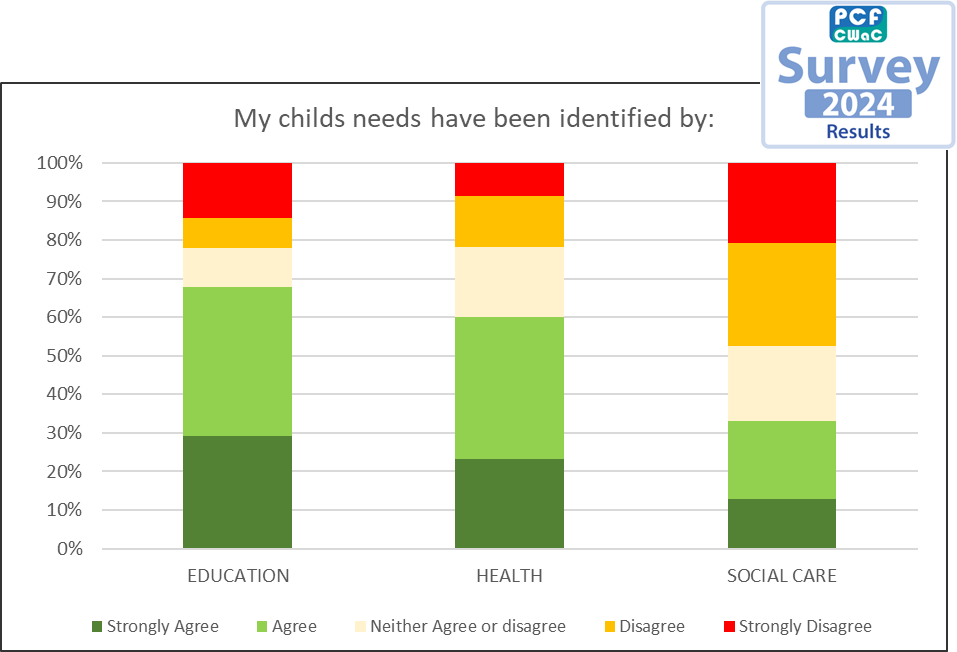 PCF
CWaC
Survey
2024
Results
My childs needs have been identified by:
100%
90%
80%
70%
60%
50%
40%
30%
20%
10%
0%
EDUCATION HEALTH SOCIAL CARE
Strongly Agree Agree Neither Agree or disagree Disagree Strongly Disagree